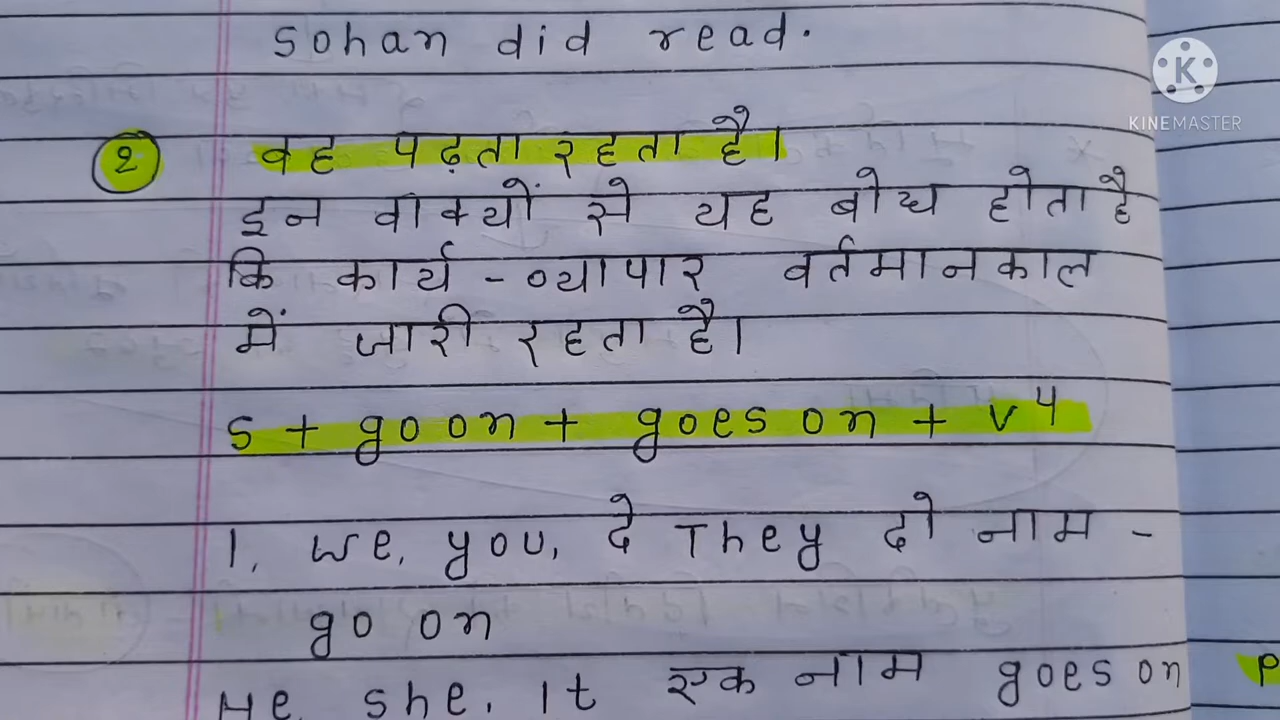 Sohan did read.
K
KINEMASTER
२ वह पढ़ता रहता है।
इन वाक्यों से यह बोध होता है
कि कार्य - व्यापार वर्तमानकाल
में जारी रहता है।
S + go on + goes on + v4
I, we, you, दे They दो नाम -
go on
He, she, It एक नाम goes on
P